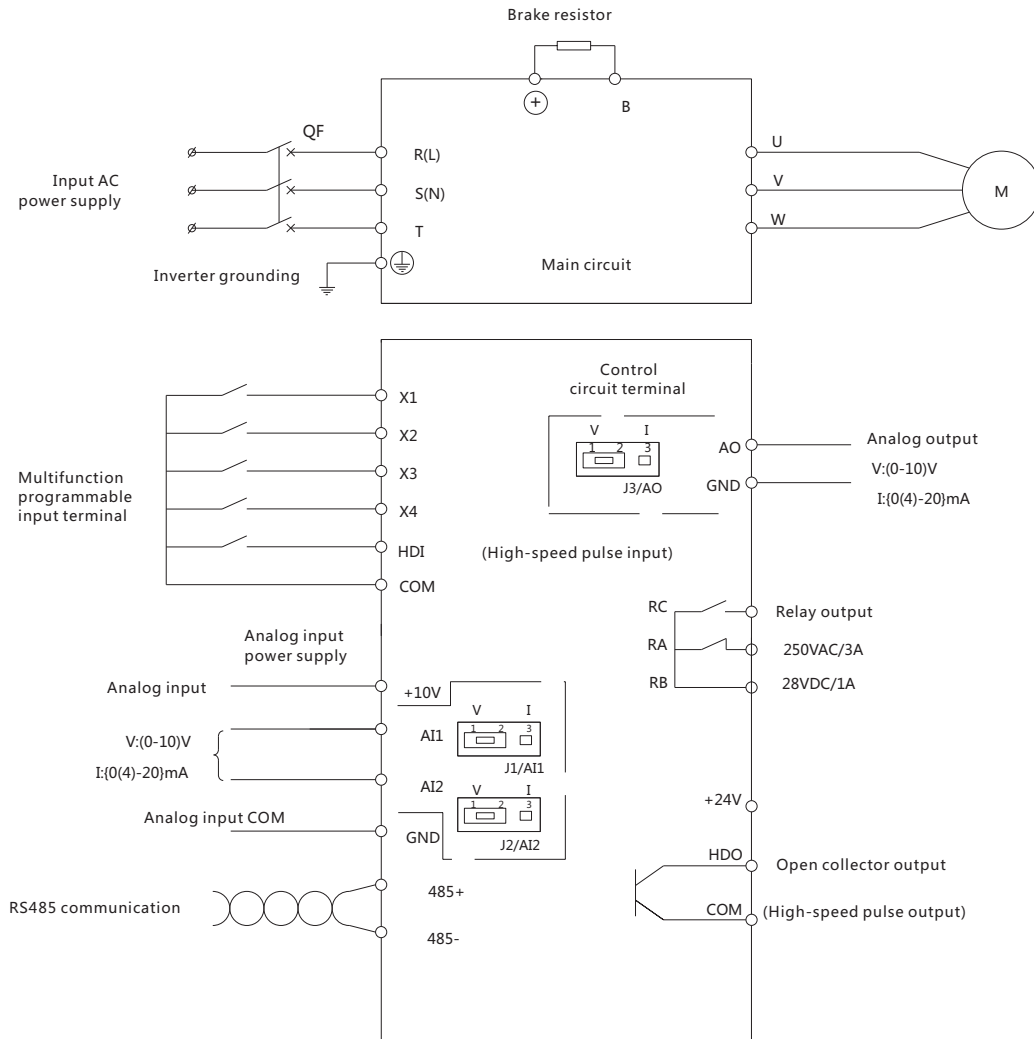 Brake resistor
+
B
QF
R(L)
S(N)
T
Input AC
power supply
Inverter grounding
Main circuit
U
V
W
M
Control
circuit terminal
V I
1 2 3
J3/AO
AO
GND
Analog output
V:(0-10)V
I:{0(4)-20}mA
Multifunction
programmable
input terminal
X1
X2
X3
X4
HDI
(High-speed pulse input)
COM
RC
Relay output
RA
250VAC/3A
RB
28VDC/1A
Analog input
power supply
Analog input
+10V
V:(0-10)V
I:{0(4)-20}mA
AI1
V I
1 2 3
J1/AI1
AI2
V I
1 2 3
J2/AI2
Analog input COM
GND
+24V
HDO
Open collector output
COM
(High-speed pulse output)
RS485 communication
485+
485-